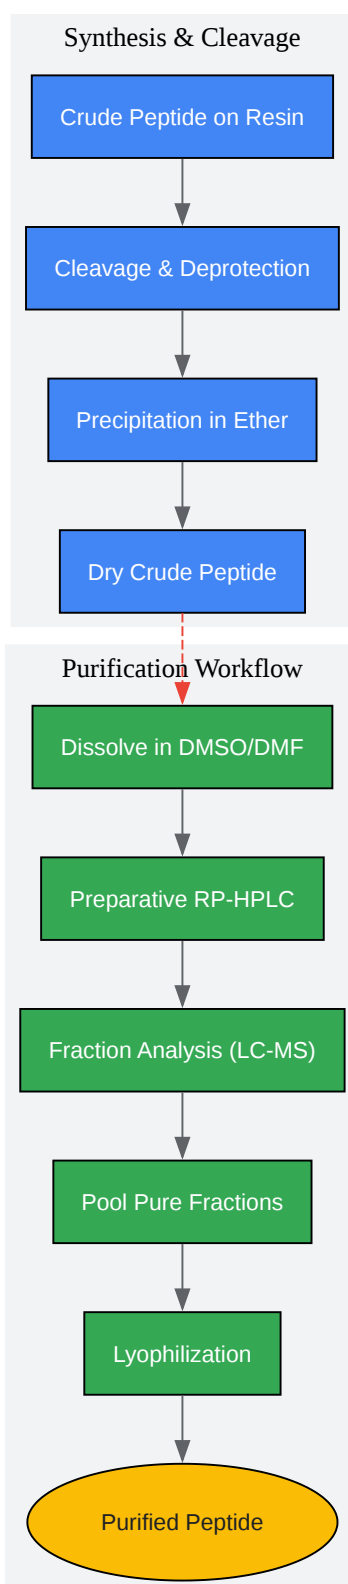 Synthesis & Cleavage
Crude Peptide on Resin
Cleavage & Deprotection
Precipitation in Ether
Dry Crude Peptide
Purification Workflow
Dissolve in DMSO/DMF
Preparative RP-HPLC
Fraction Analysis (LC-MS)
Pool Pure Fractions
Lyophilization
Purified Peptide